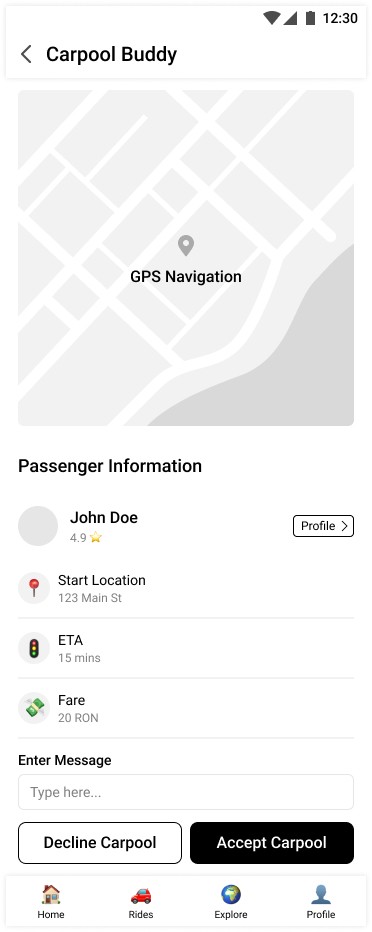 12:30
Carpool Buddy
GPS Navigation
Passenger Information
John Doe
4.9
Profile
Start Location
123 Main St
ETA
15 mins
Fare
20 RON
Enter Message
Type here...
Decline Carpool Accept Carpool
Home Rides Explore Profile